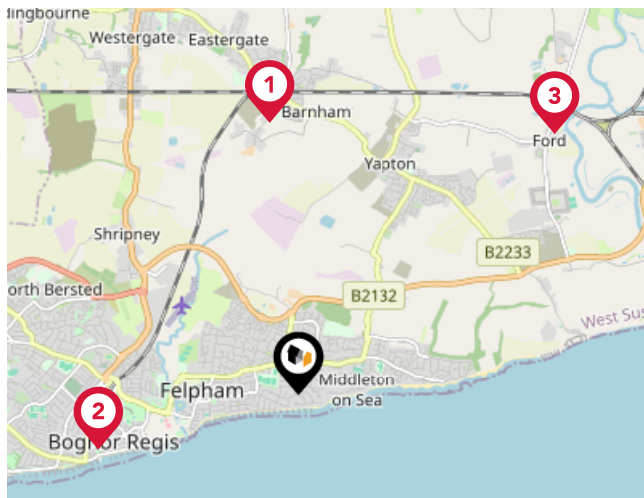 dingbourne
Westergate
Eastergate
1
Barnham
3
Ford
Yapton
Shripney
B2233
orth Bersted
B2132
West Sus
Felpham
Middleton
on Sea
2
Bognor Regis